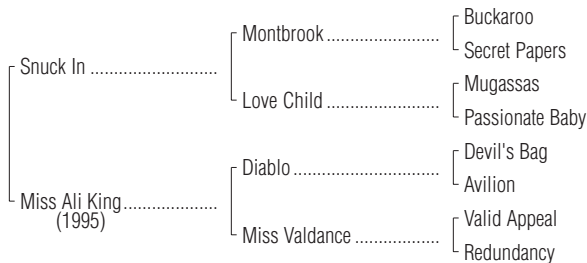 Buckaroo
Montbrook
Secret Papers
Snuck In
Mugassas
Love Child
Passionate Baby
Devil's Bag
Diablo
Avilion
Miss Ali King
(1995)
Valid Appeal
Miss Valdance
Redundancy